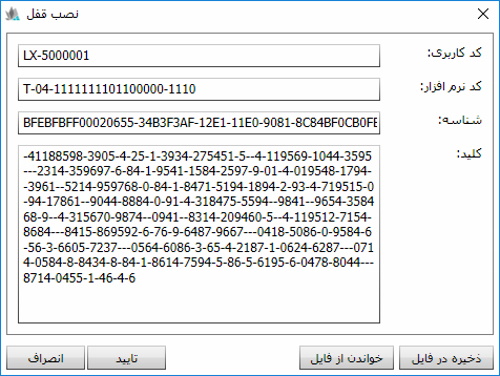 نصب قفل
کد کاربری:
LX-5000001
کد نرم افزار:
T-04-1111111101100000-1110
شناسه:
BFEBFBFF00020655-34B3F3AF-12E1-11E0-9081-8C84BF0CB0FE
کلید:
-41188598-3905-4-25-1-3934-275451-5--4-119569-1044-3595
---2314-359697-6-84-1-9541-1584-2597-9-01-4-019548-1794-
-3961--5214-959768-0-84-1-8471-5194-1894-2-93-4-719515-0
-94-17861--9044-8884-0-91-4-318475-5594--9841--9654-3584
68-9--4-315670-9874--0941--8314-209460-5--4-119512-7154-
8684---8415-869592-6-76-9-6487-9667---0418-5086-0-9584-6
-56-3-6605-7237---0564-6086-3-65-4-2187-1-0624-6287---071
4-0584-8-8434-8-84-1-8614-7594-5-86-5-6195-6-0478-8044---
8714-0455-1-46-4-6
ذخیره در فایل
خواندن از فایل
تایید
انصراف